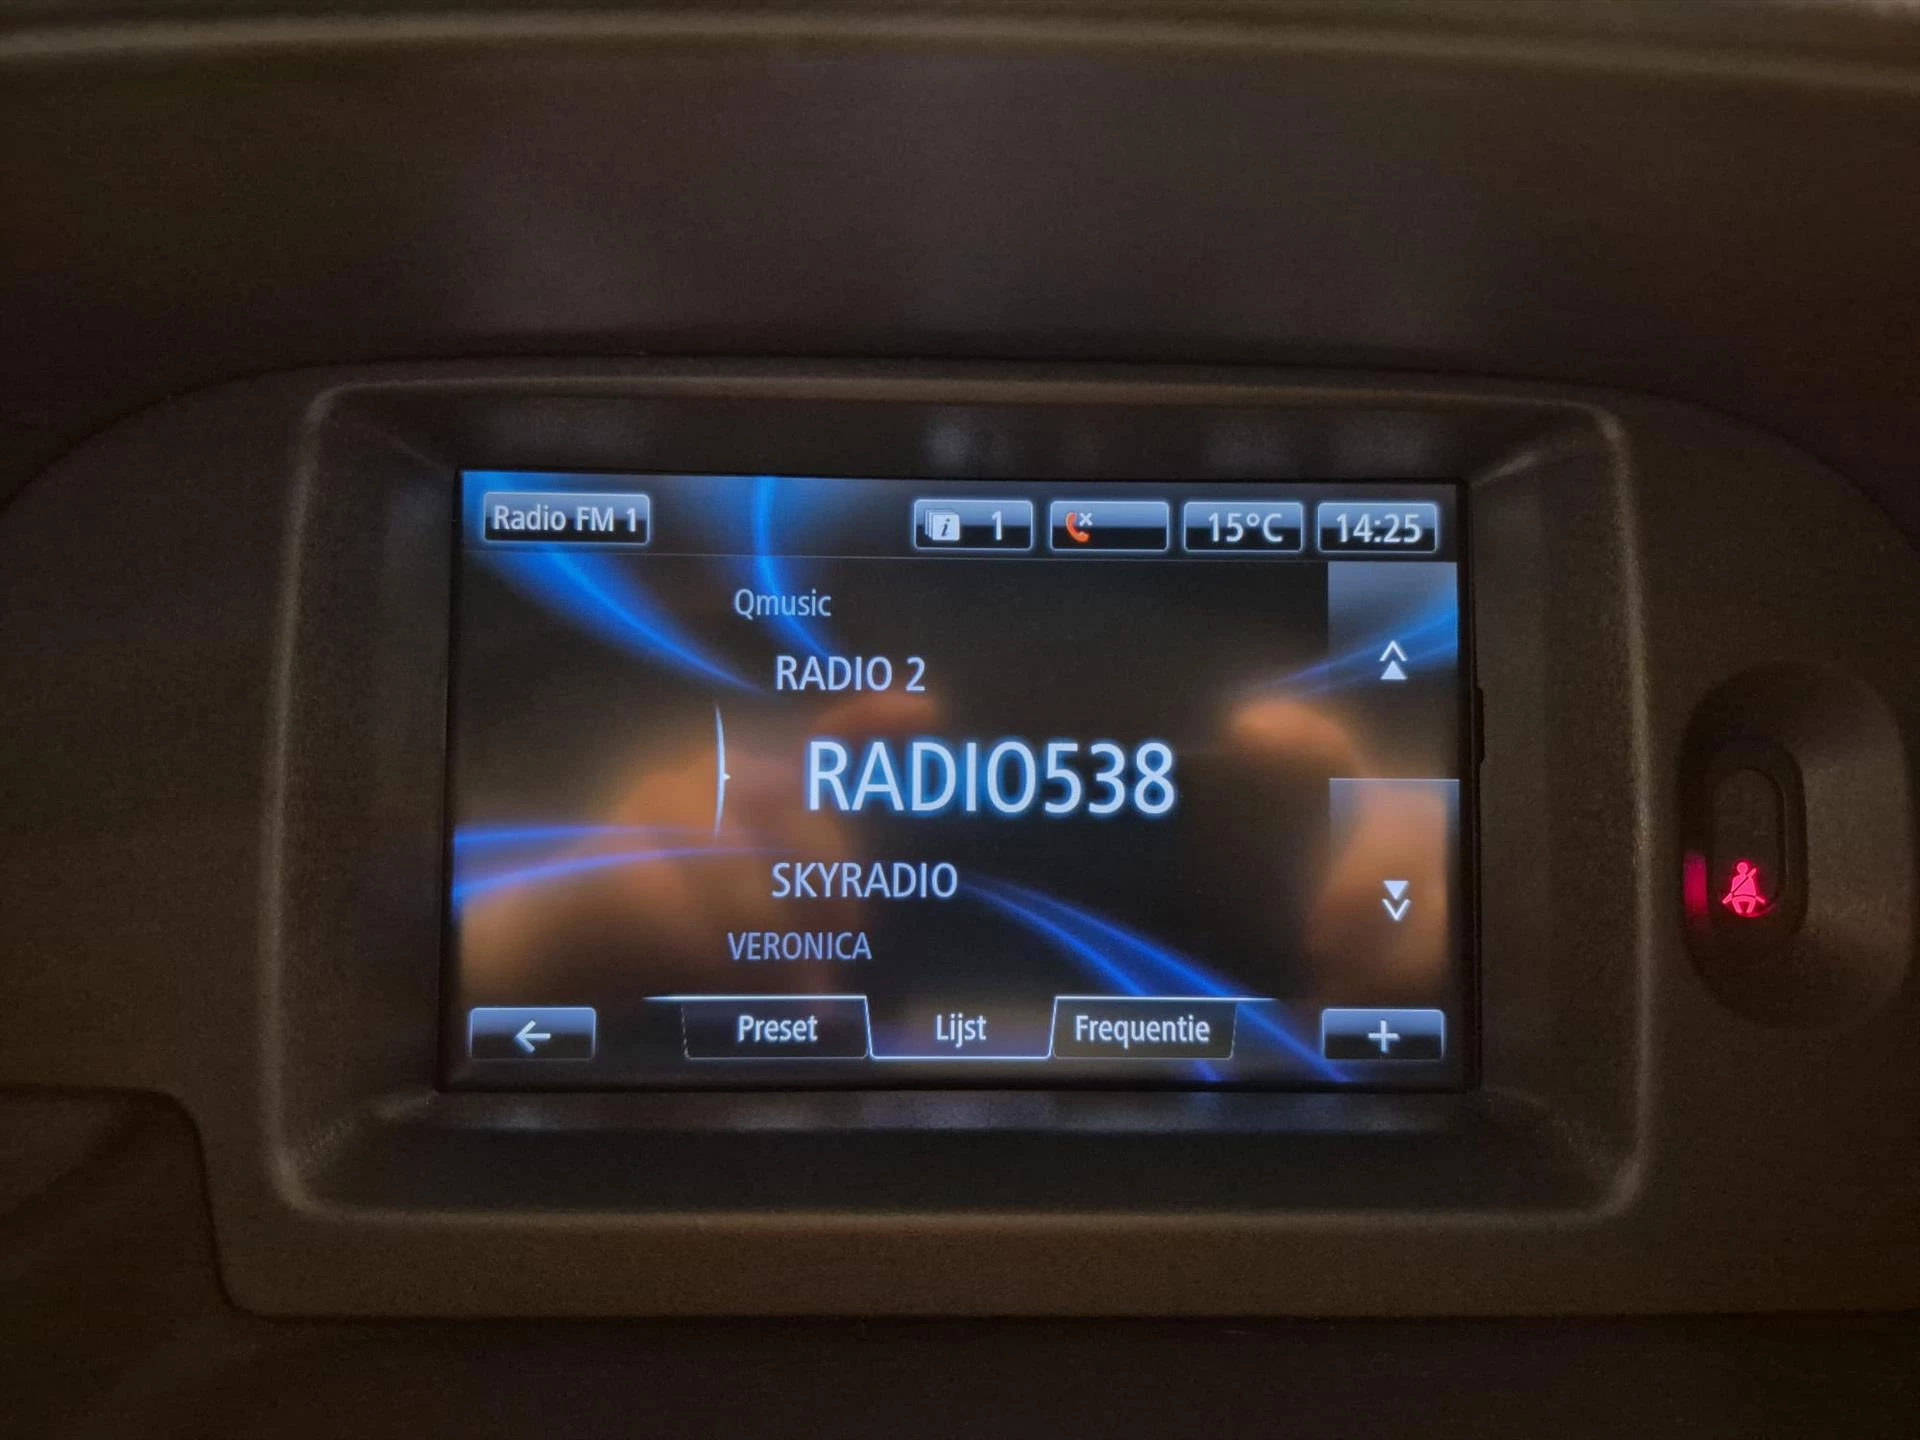 Radio FM 1
1
15°C
14:25
Qmusic
RADIO 2
RADIO538
SKYRADIO
VERONICA
Preset
Lijst
Frequentie